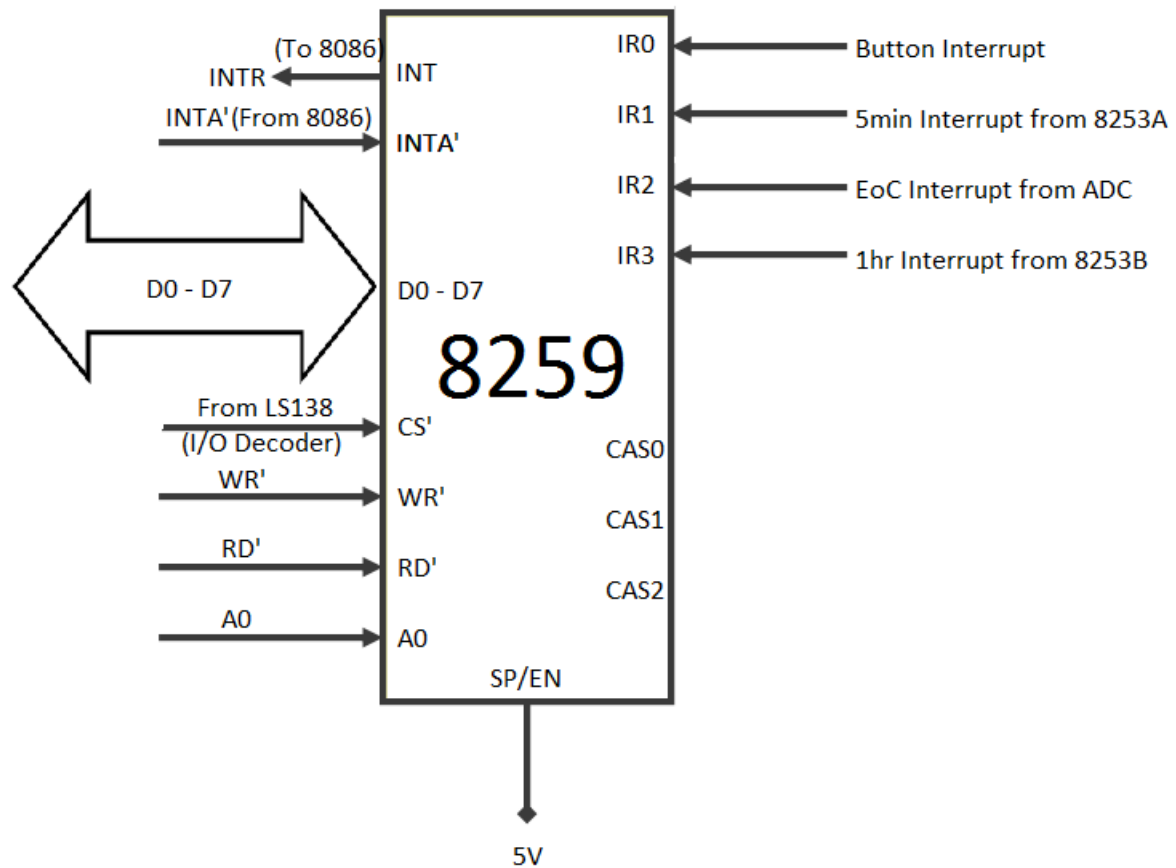 (To 8086)
INTR
INT
INTA'(From 8086)
INTA'
D0 - D7
D0 - D7
8259
From LS138
(I/O Decoder)
CS'
WR'
WR'
RD'
RD'
A0
A0
IR0
Button Interrupt
IR1
5min Interrupt from 8253A
IR2
EoC Interrupt from ADC
IR3
1hr Interrupt from 8253B
CAS0
CAS1
CAS2
SP/EN
5V